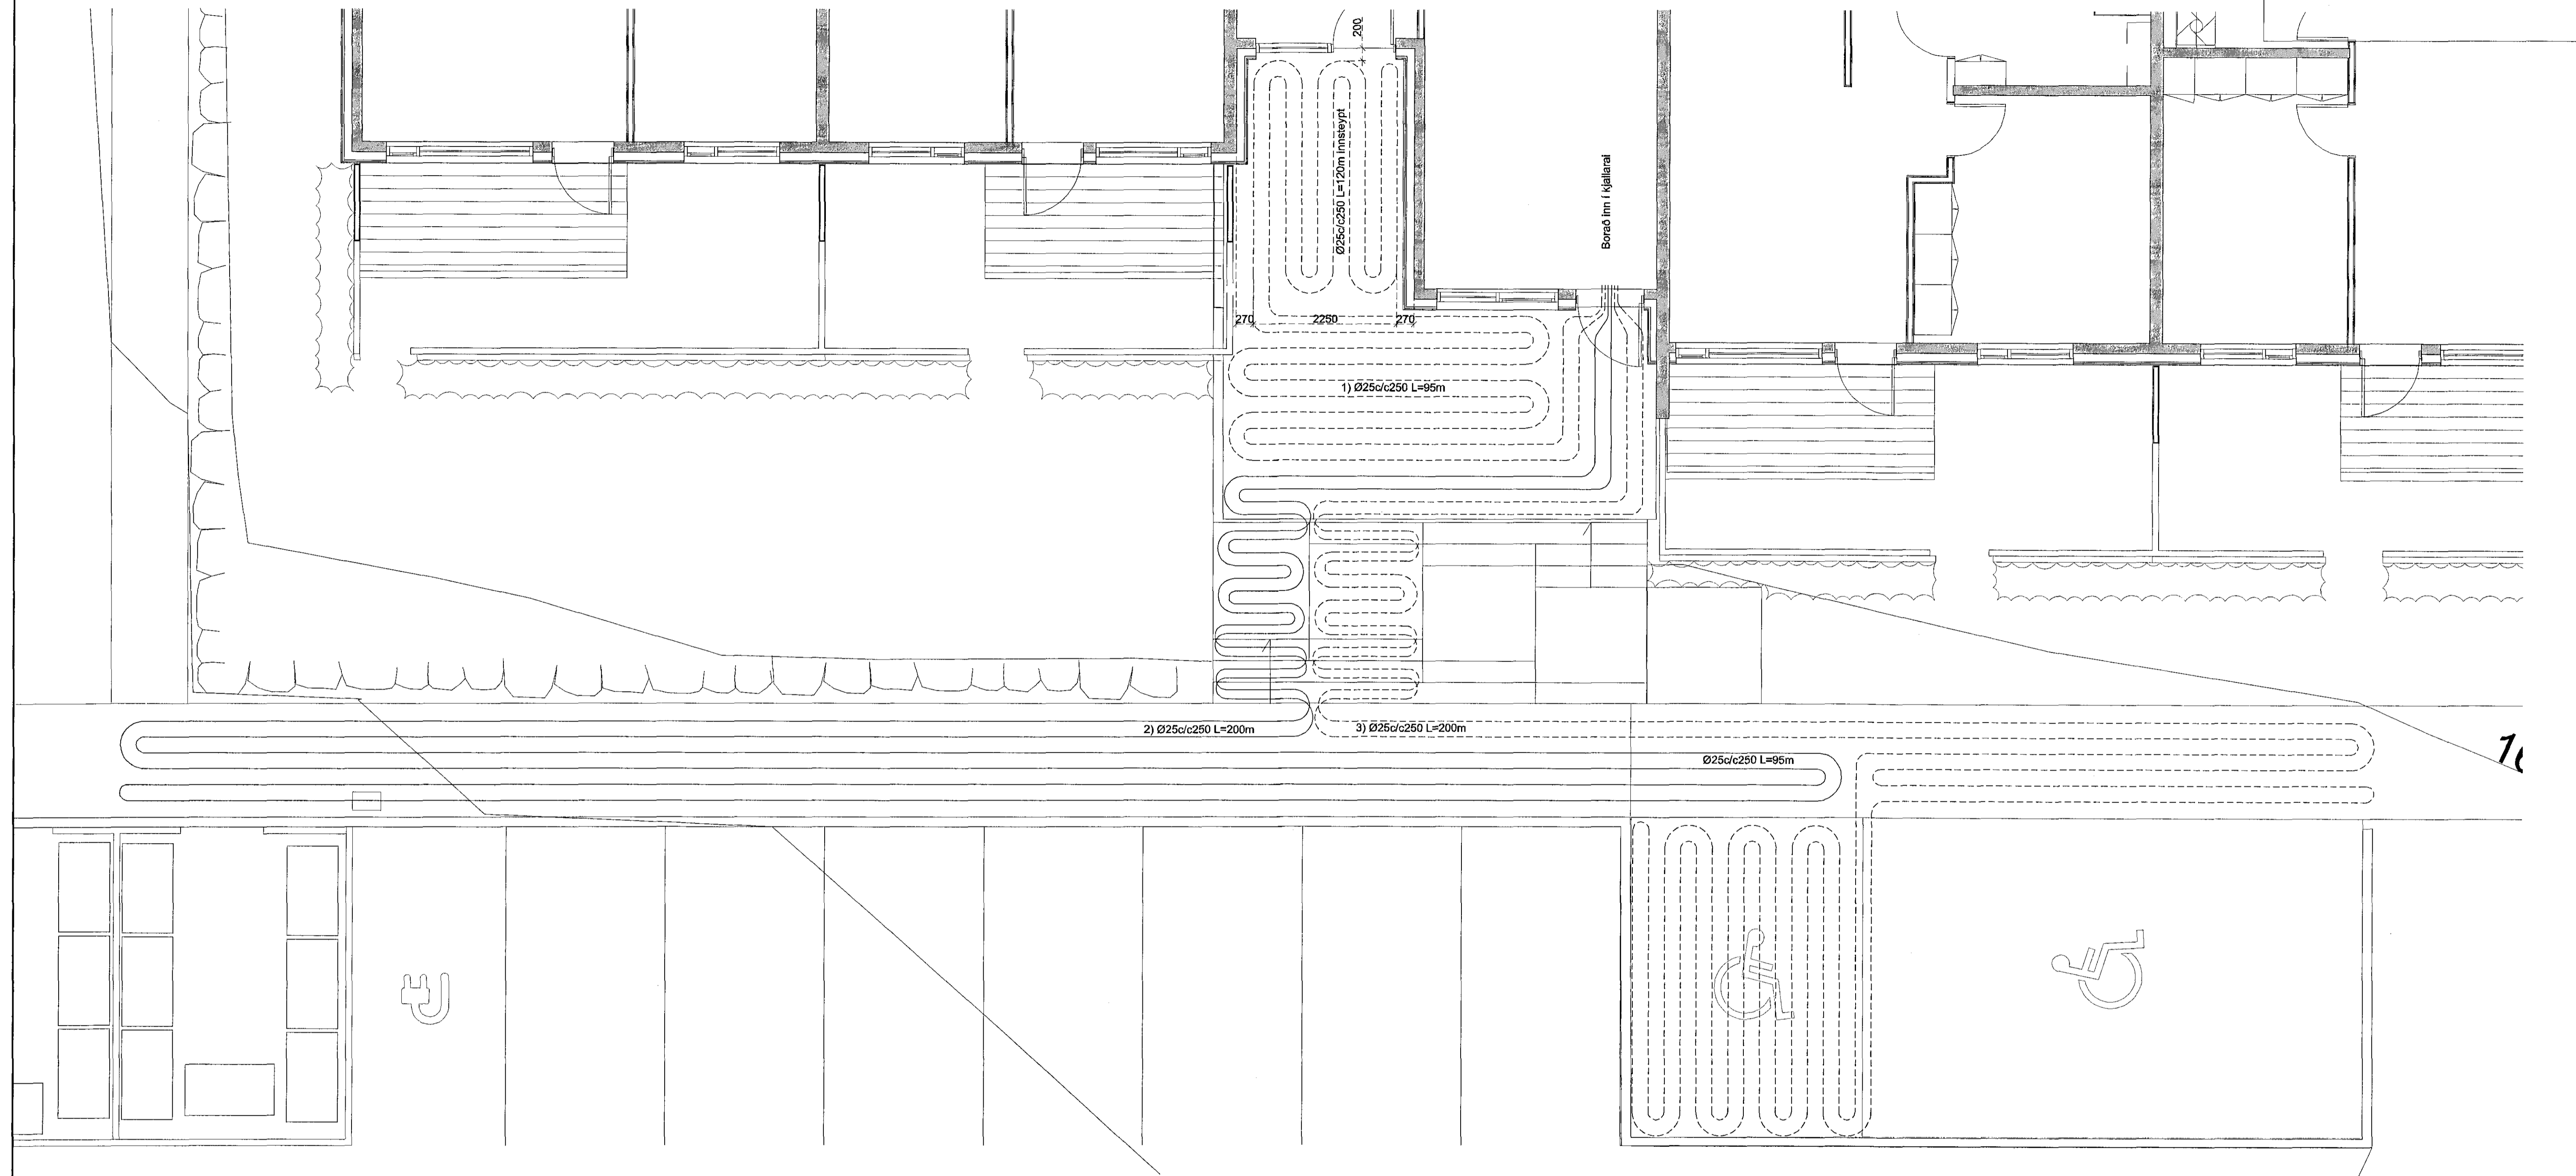 200
Ø25c/c250 L=120m innsteypt
Borað inn í kjallarai
270
2250
270
1) Ø25c/c250 L=95m
2) Ø25c/c250 L=200m
3) Ø25c/c250 L=200m
Ø25c/c250 L=95m